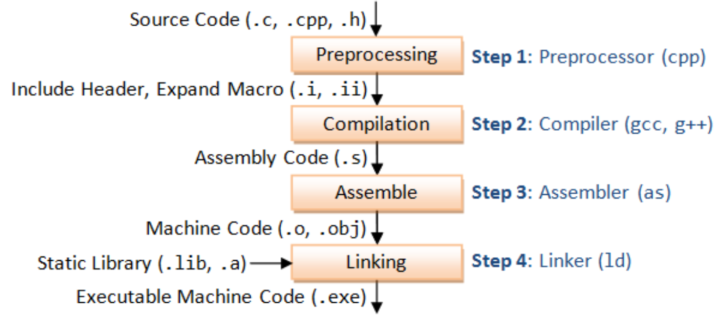 Source Code (.c, .cpp, .h)
Preprocessing
Step 1: Preprocessor (cpp)
Include Header, Expand Macro (.i, .ii)
Compilation
Step 2: Compiler (gcc, g++)
Assembly Code (.s)
Assemble
Step 3: Assembler (as)
Machine Code (.o, .obj)
Static Library (.lib, .a)
Linking
Step 4: Linker (ld)
Executable Machine Code (.exe)